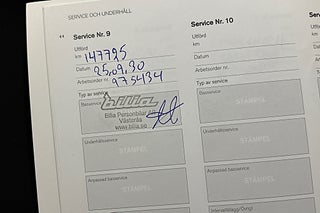 SERVICE OCH UNDERHÅLL
Service Nr. 9
Utförd
km 147795
Datum 25.09.30
Arbetsorder nr. 975434
Typ av service
Basservice
bilia
Bilia Personbilar AB
Västerås
www.bilia.se
Underhållsservice
STÄMPEL
Anpassad basservice
STÄMPEL
Service Nr. 10
Utförd
km
Datum
Arbetsorder nr.
Typ av service
Basservice
STÄMPEL
Underhållsservice
STÄMPEL
Anpassad basservice
STÄMPEL